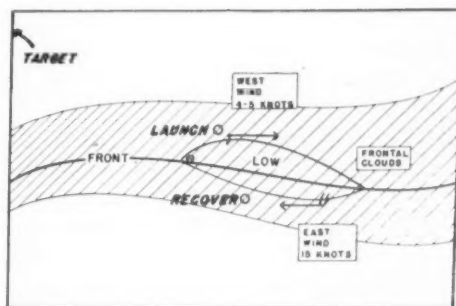 TARGET
WEST
WIND
4-5 KNOTS
LAUNCH
FRONT
LOW
FRONTAL
CLOUDS
RECOVER
EAST
WIND
15 KNOTS